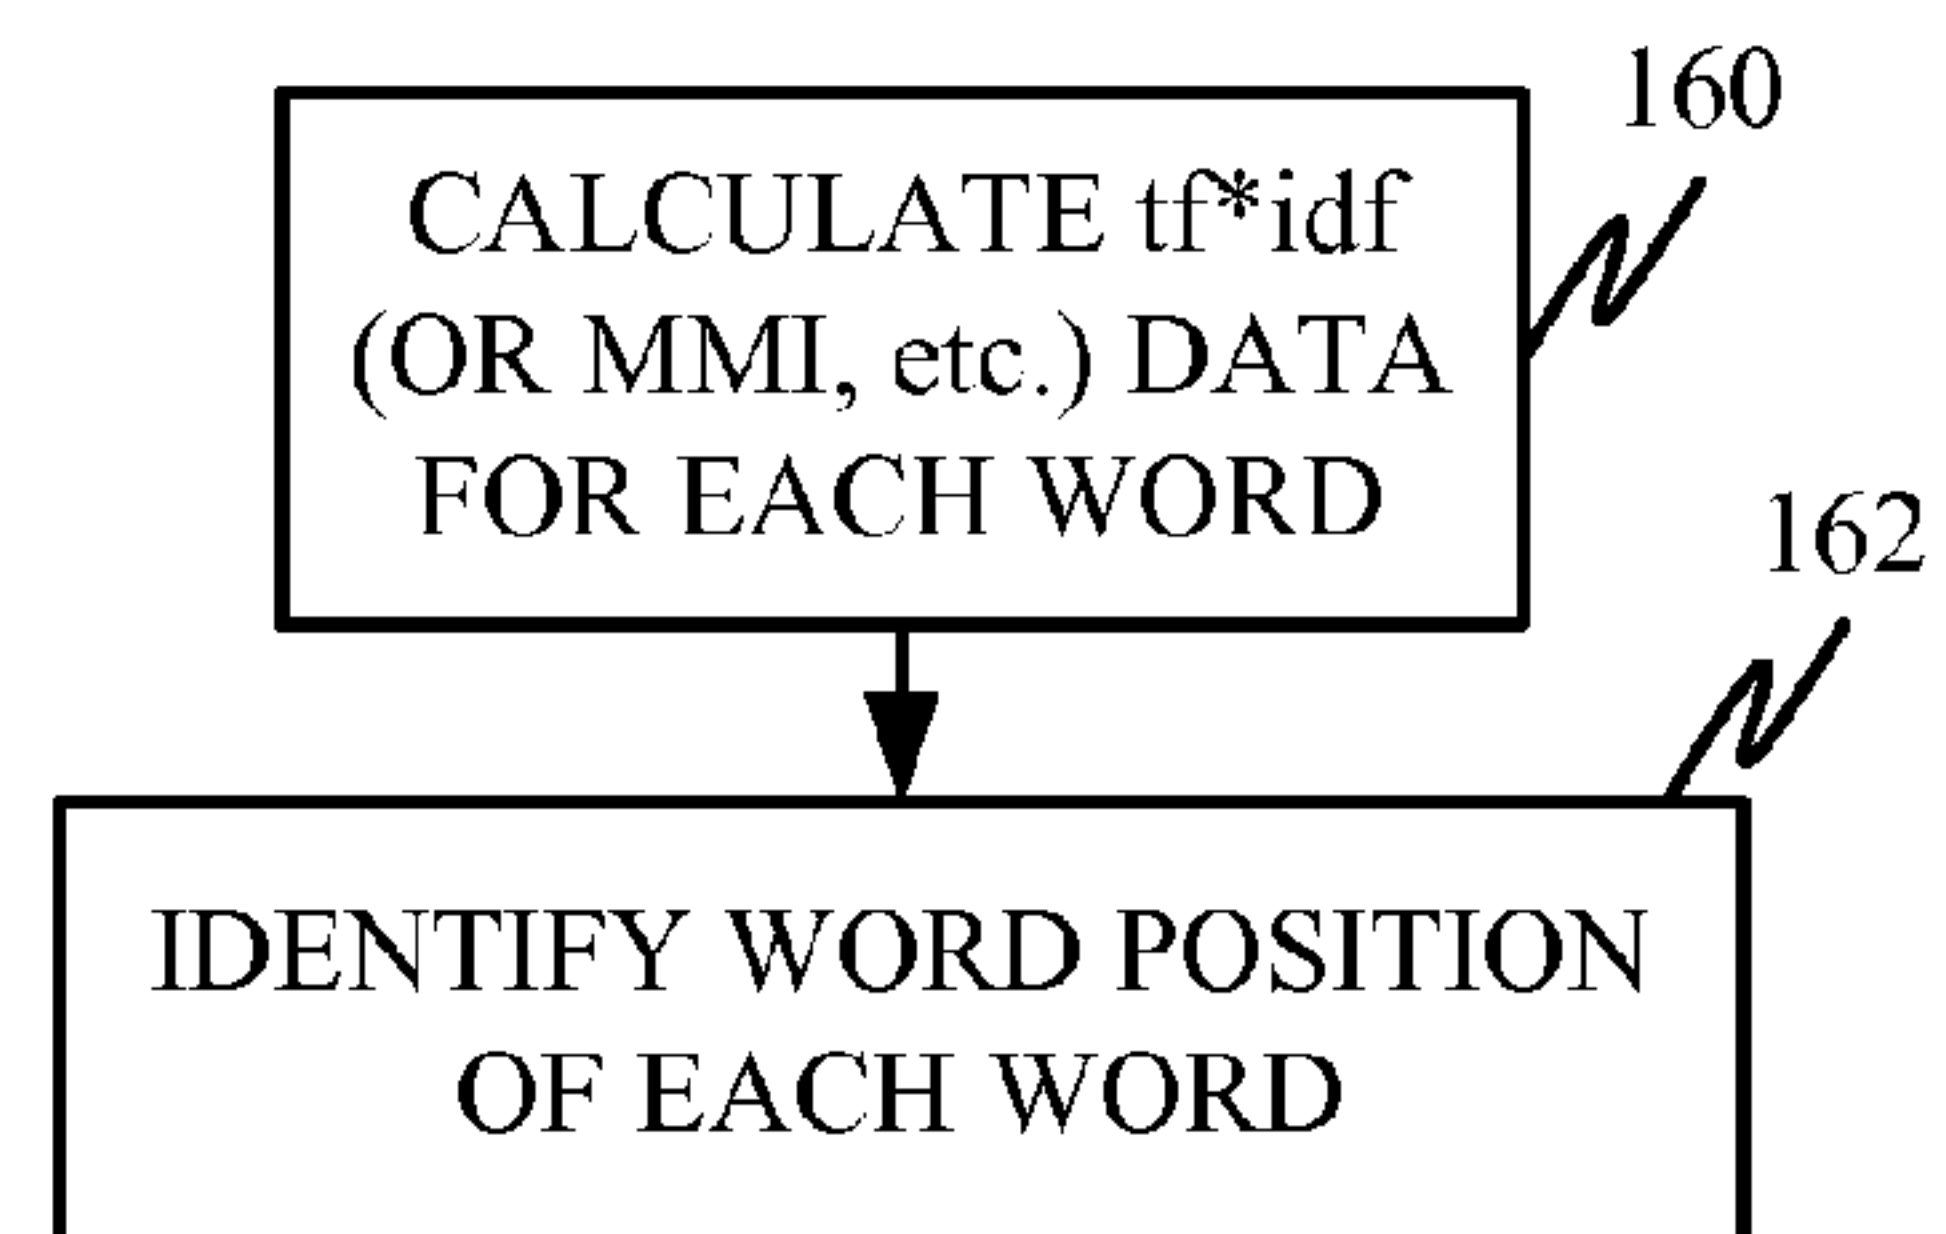 160
CALCULATE tf*idf
(OR MMI, etc.) DATA
FOR EACH WORD
162
IDENTIFY WORD POSITION
OF EACH WORD